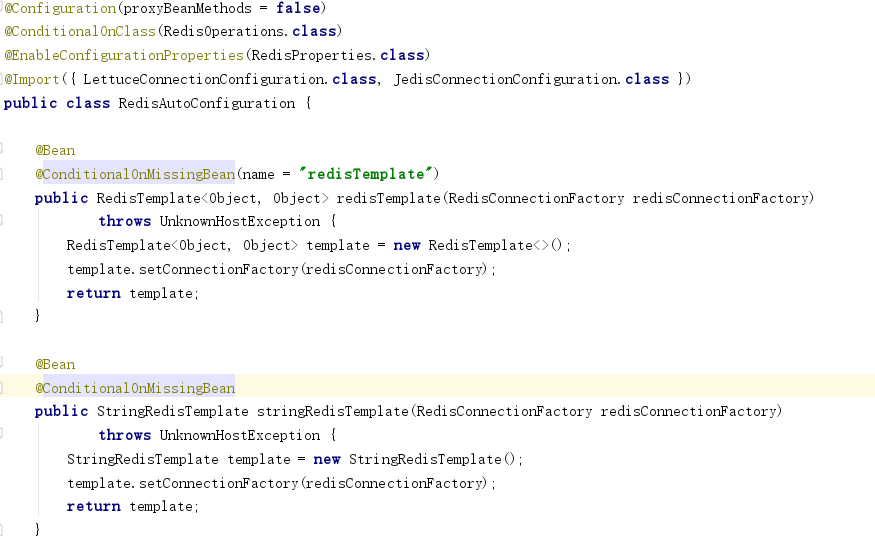 @Configuration(proxyBeanMethods = false)
@ConditionalOnClass(RedisOperations.class)
@EnableConfigurationProperties(RedisProperties.class)
@Import({ LettuceConnectionConfiguration.class, JedisConnectionConfiguration.class })
public class RedisAutoConfiguration {
@Bean
@ConditionalOnMissingBean(name = "redisTemplate")
public RedisTemplate<Object, Object> redisTemplate(RedisConnectionFactory redisConnectionFactory)
throws UnknownHostException {
RedisTemplate<Object, Object> template = new RedisTemplate<>();
template.setConnectionFactory(redisConnectionFactory);
return template;
}
@Bean
@ConditionalOnMissingBean
public StringRedisTemplate stringRedisTemplate(RedisConnectionFactory redisConnectionFactory)
throws UnknownHostException {
StringRedisTemplate template = new StringRedisTemplate();
template.setConnectionFactory(redisConnectionFactory);
return template;
}